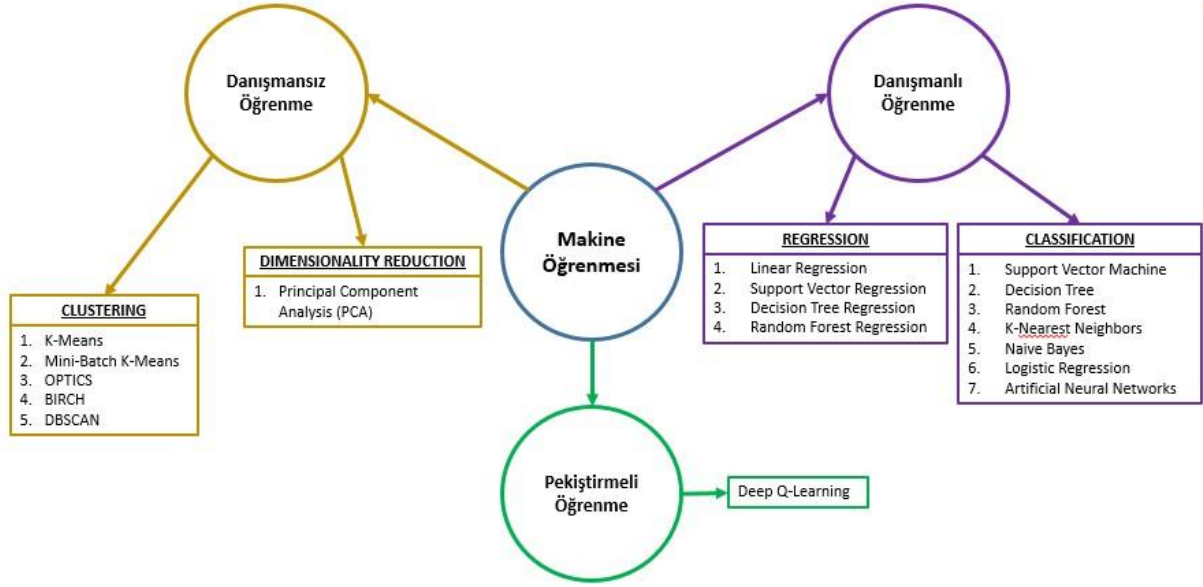 Danışmansız
Öğrenme
Danışmanlı
Öğrenme
Makine
Öğrenmesi
DIMENSIONALITY REDUCTION
1. Principal Component
Analysis (PCA)
CLUSTERING
1. K-Means
2. Mini-Batch K-Means
3. OPTICS
4. BIRCH
5. DBSCAN
REGRESSION
1. Linear Regression
2. Support Vector Regression
3. Decision Tree Regression
4. Random Forest Regression
CLASSIFICATION
1. Support Vector Machine
2. Decision Tree
3. Random Forest
4. K-Nearest Neighbors
5. Naive Bayes
6. Logistic Regression
7. Artificial Neural Networks
Pekiştirmeli
Öğrenme
Deep Q-Learning